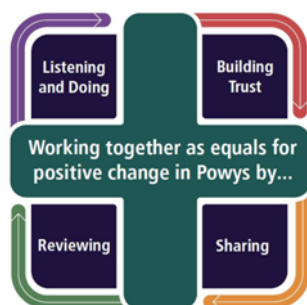 Listening
and Doing
Building
Trust
Working together as equals for
positive change in Powys by...
Reviewing
Sharing